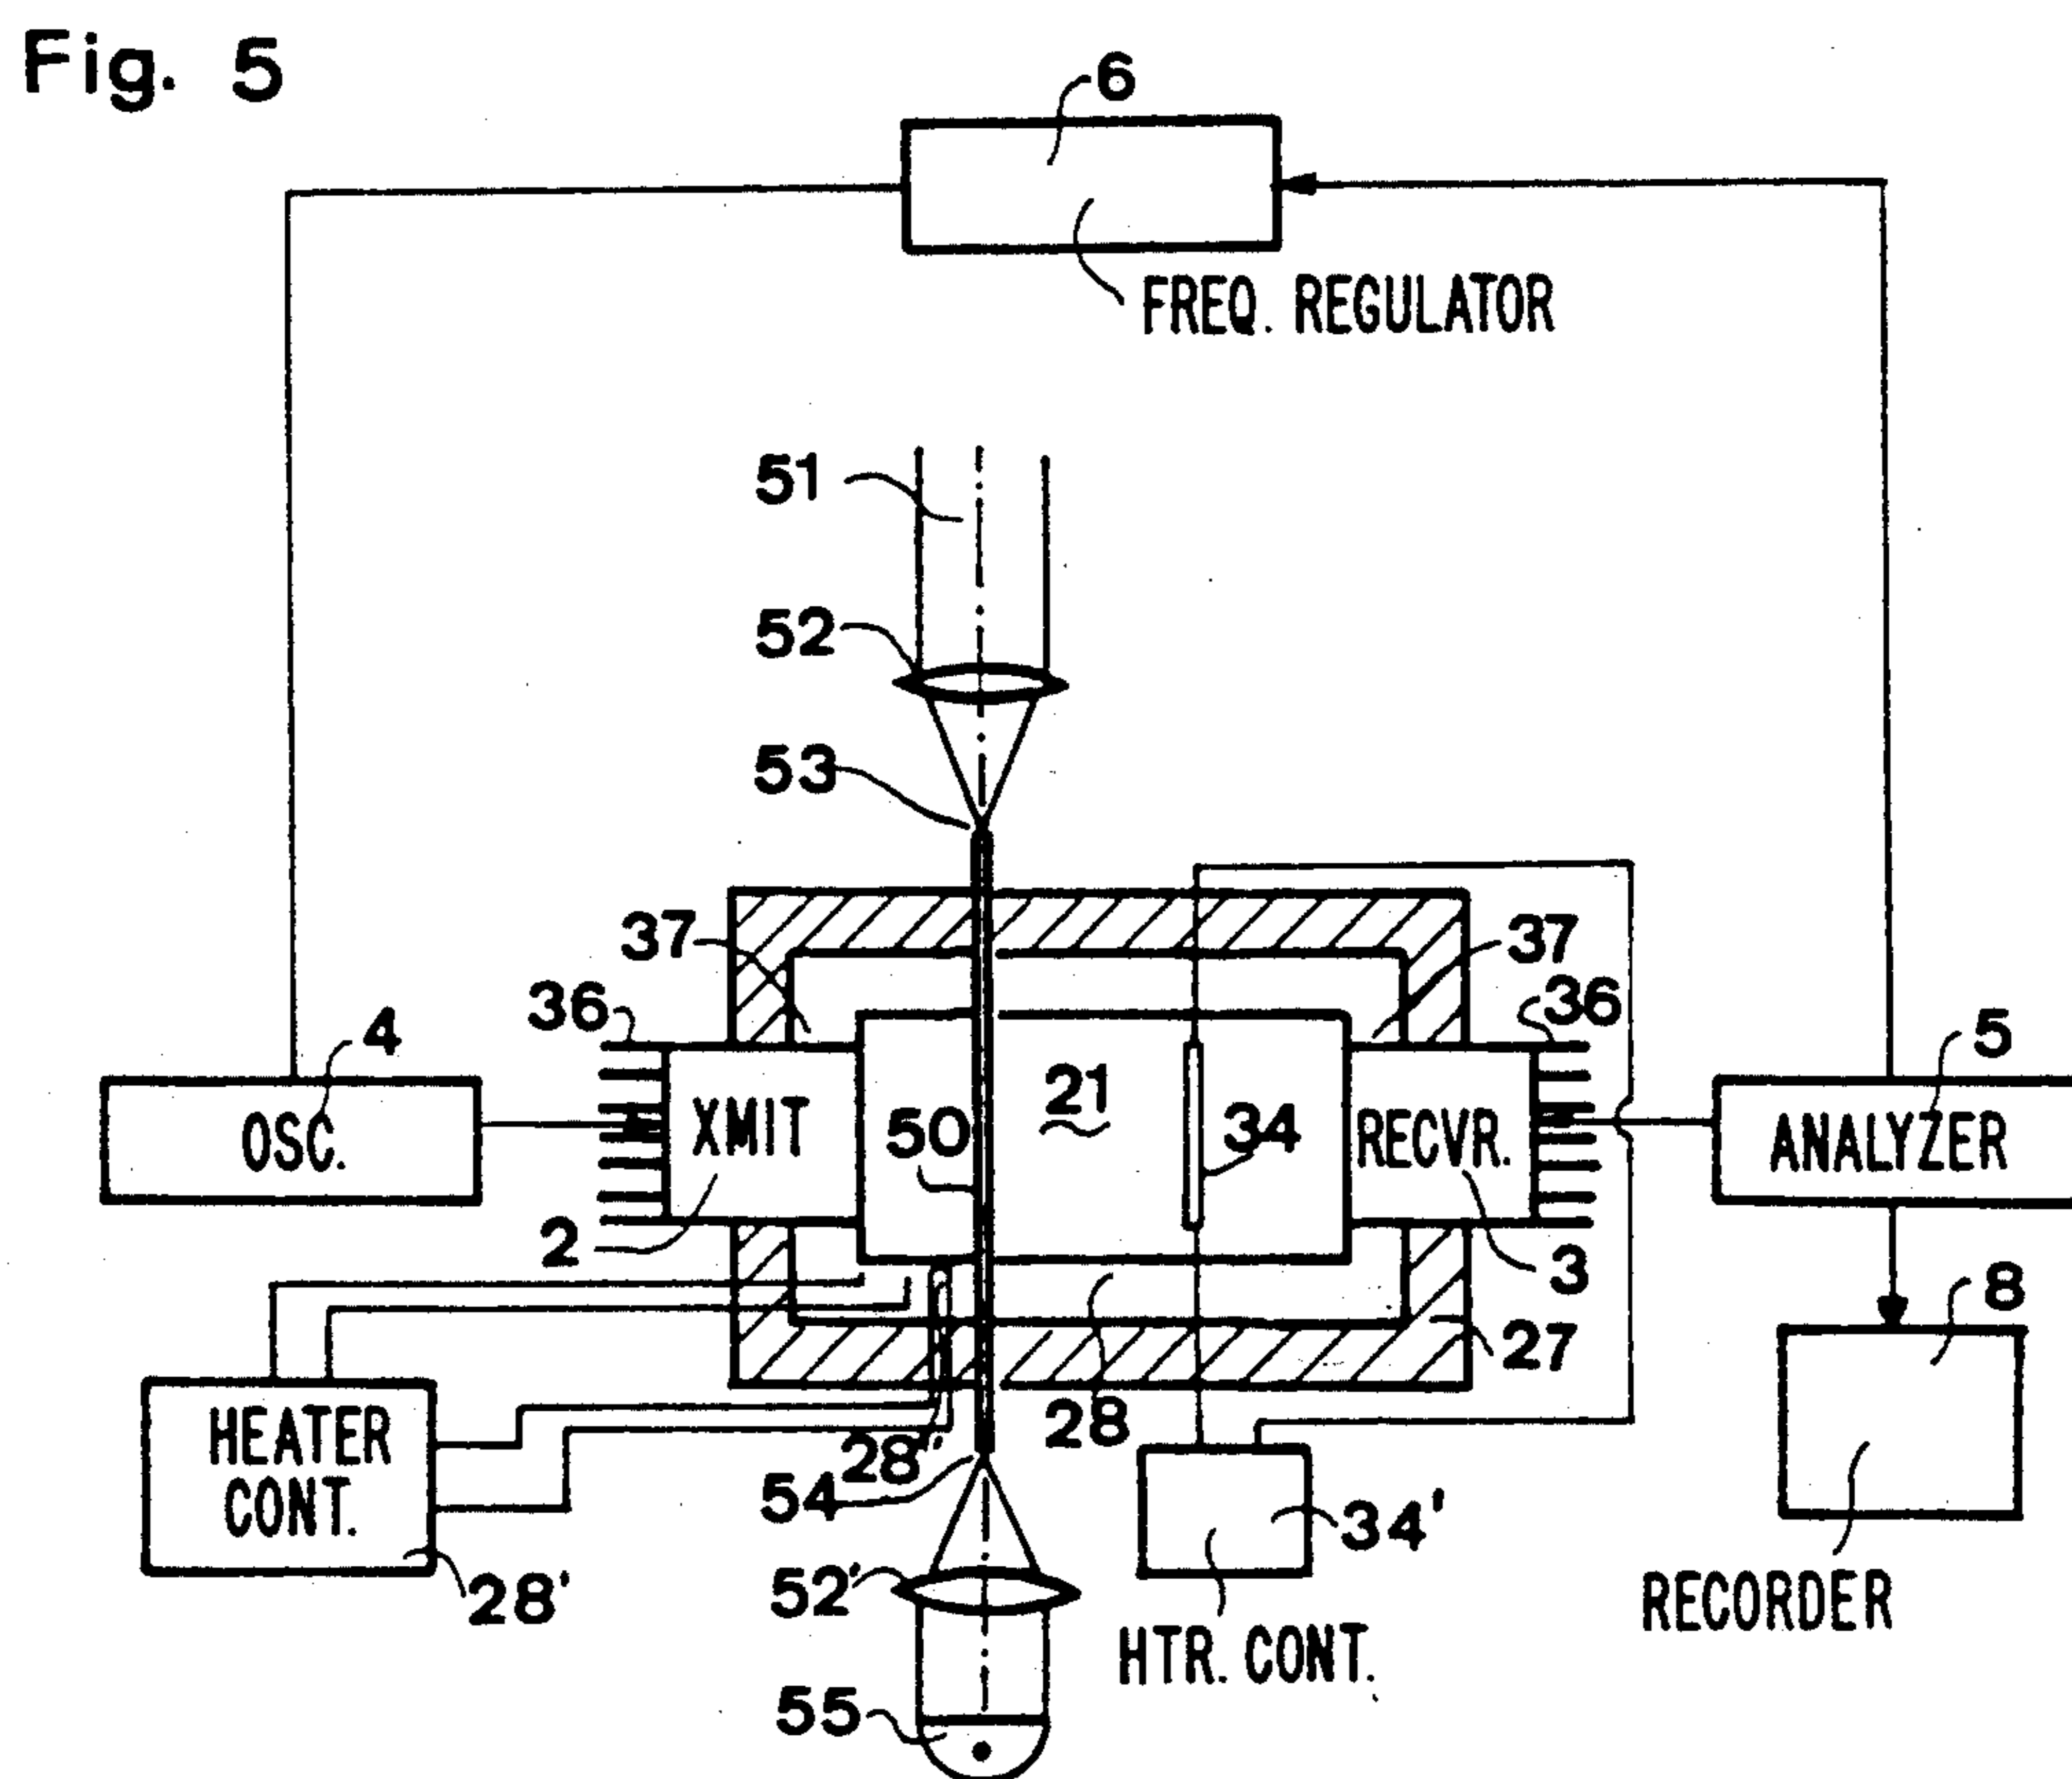 Fig. 5
6
FREQ. REGULATOR
51
52
53
37
37
36
36
4
5
OSC.
XMIT
50
21
34
RECVR.
ANALYZER
2
3
8
27
HEATER
CONT.
28"
28
54
34'
28'
52'
RECORDER
HTR. CONT.
55